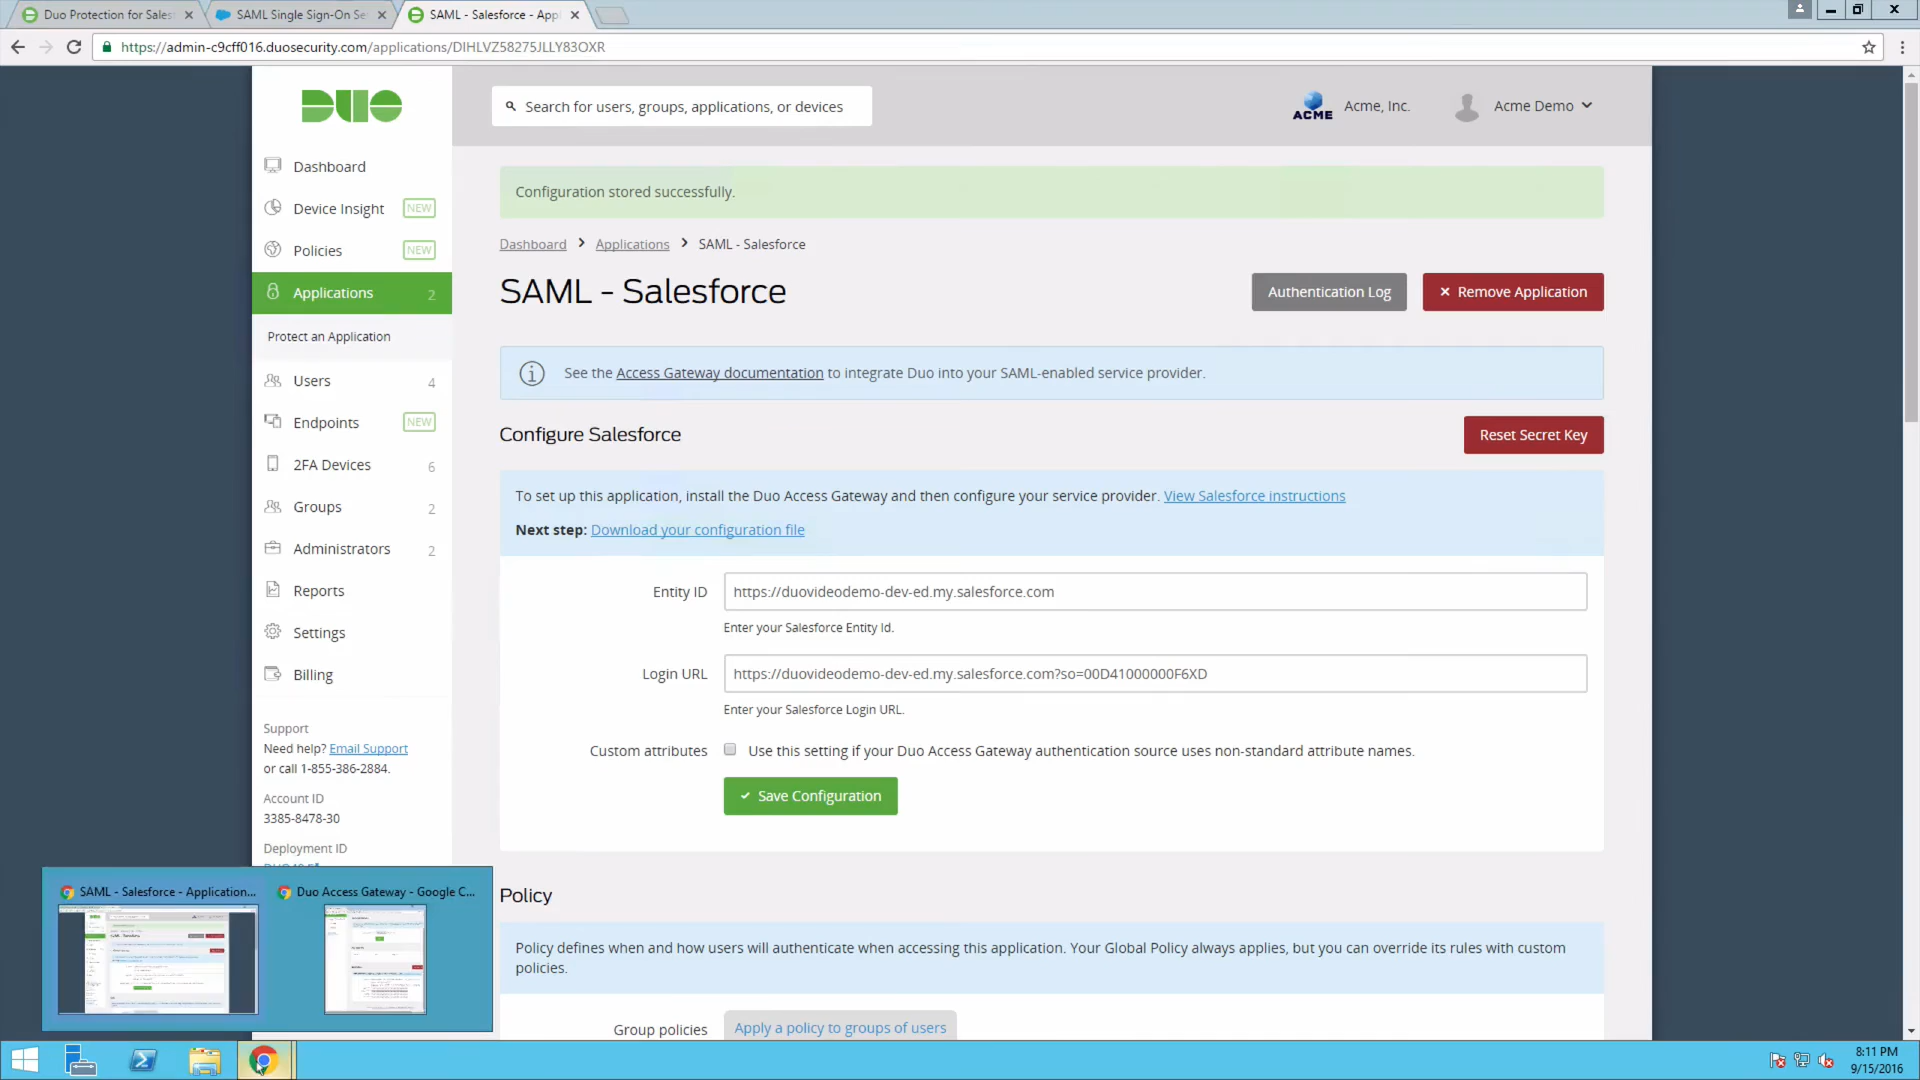 Duo Protection for Sales
SAML Single Sign-On Se
SAML - Salesforce - Appl
https://admin-c9cff016.duosecurity.com/applications/DIHLVZ58275JLLY83OXR
DUO
Search for users, groups, applications, or devices
ACME
Acme, Inc.
Acme Demo
Dashboard
Device Insight NEW
Policies NEW
Applications 2
Protect an Application
Users 4
Endpoints NEW
2FA Devices 6
Groups 2
Administrators 2
Reports
Settings
Billing
Support
Need help? Email Support
or call 1-855-386-2884.
Account ID
3385-8478-30
Deployment ID
Configuration stored successfully.
Dashboard > Applications > SAML - Salesforce
SAML - Salesforce
Authentication Log
Remove Application
See the Access Gateway documentation to integrate Duo into your SAML-enabled service provider.
Configure Salesforce
Reset Secret Key
To set up this application, install the Duo Access Gateway and then configure your service provider. View Salesforce instructions
Next step: Download your configuration file
Entity ID
https://duovideodemo-dev-ed.my.salesforce.com
Enter your Salesforce Entity Id.
Login URL
https://duovideodemo-dev-ed.my.salesforce.com?so=00D41000000F6XD
Enter your Salesforce Login URL.
Custom attributes
Use this setting if your Duo Access Gateway authentication source uses non-standard attribute names.
Save Configuration
Policy
Policy defines when and how users will authenticate when accessing this application. Your Global Policy always applies, but you can override its rules with custom
policies.
Group policies
Apply a policy to groups of users
SAML - Salesforce - Application...
Duo Access Gateway - Google C...
8:11 PM
9/15/2016